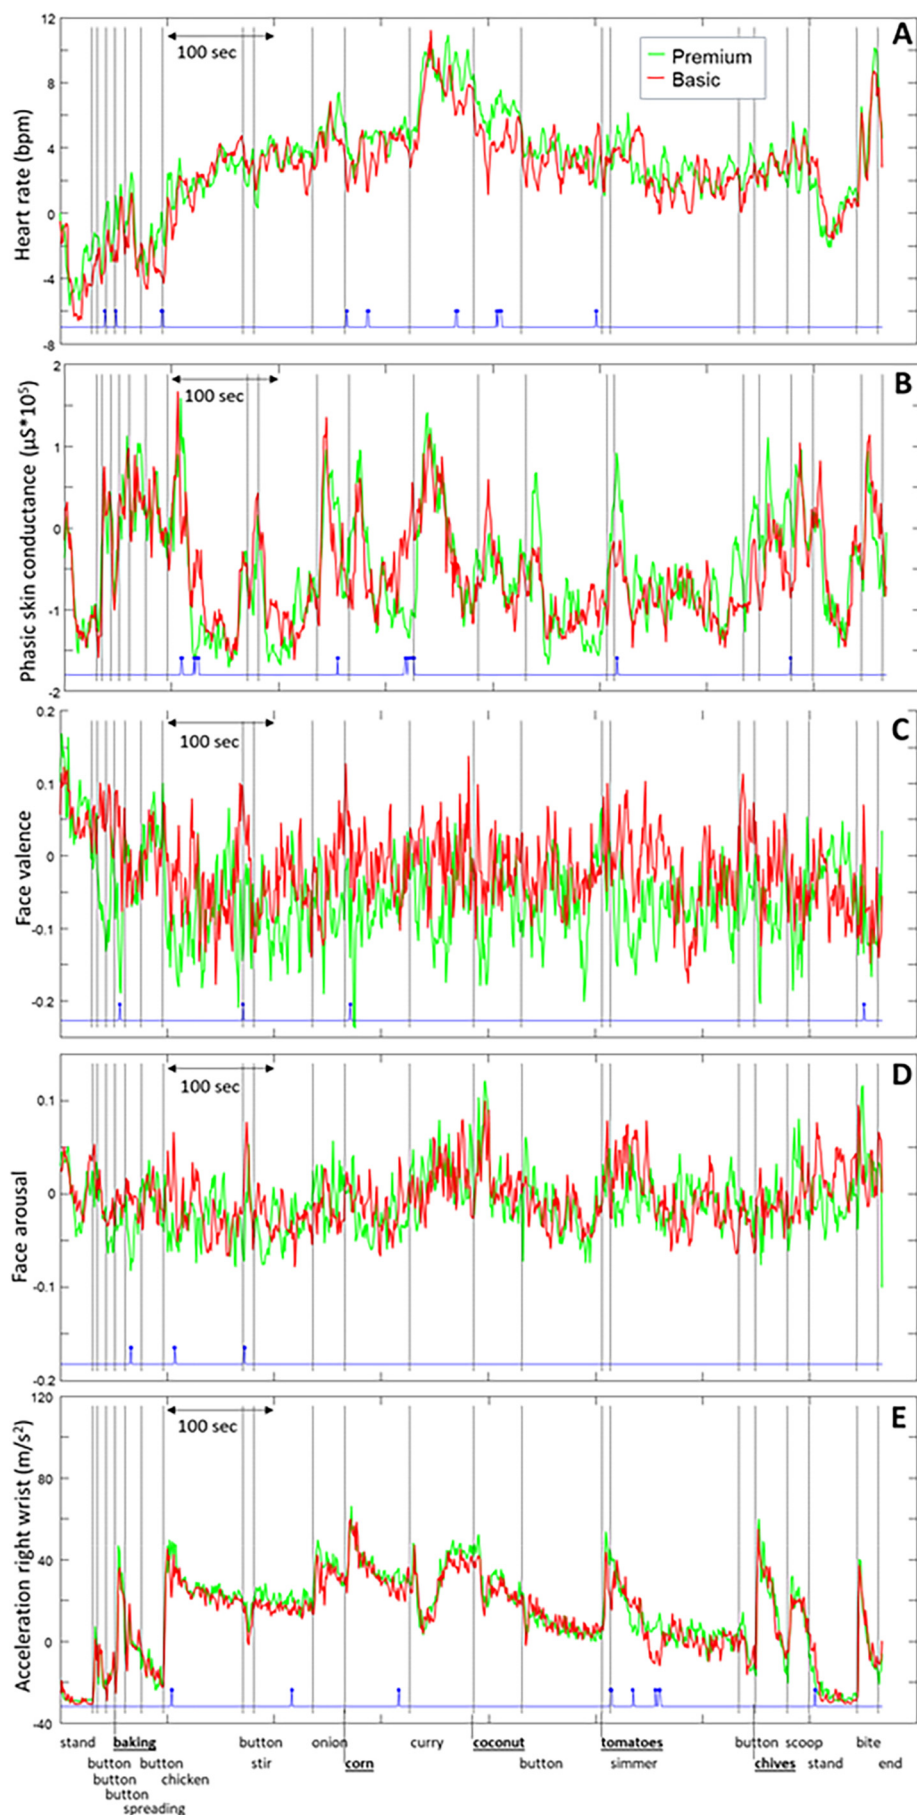 A
12
8
4
0
-4
-8
Heart rate (bpm)
100 sec
Premium
Basic
B
2
1
0
-1
-2
Phasic skin conductance (µS*10⁵)
100 sec
C
0.2
0.1
0
-0.1
-0.2
Face valence
100 sec
D
0.1
0
-0.1
-0.2
Face arousal
100 sec
E
120
80
40
0
-40
Acceleration right wrist (m/s²)
100 sec
stand baking button onion curry coconut tomatoes button scoop bite
button button stir corn button simmer chives stand end
button chicken
button
spreading